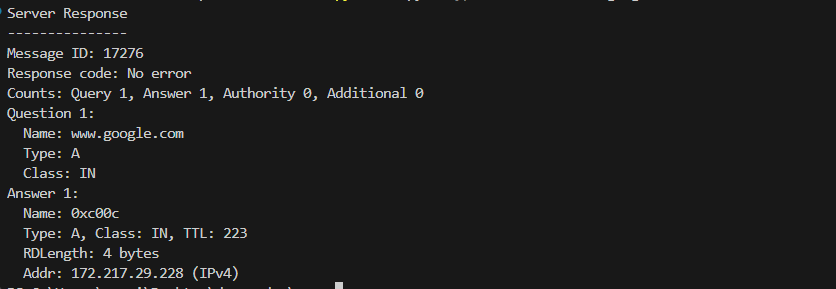 Server Response
---------------
Message ID: 17276
Response code: No error
Counts: Query 1, Answer 1, Authority 0, Additional 0
Question 1:
  Name: www.google.com
  Type: A
  Class: IN
Answer 1:
  Name: 0xc00c
  Type: A, Class: IN, TTL: 223
  RDLength: 4 bytes
  Addr: 172.217.29.228 (IPv4)